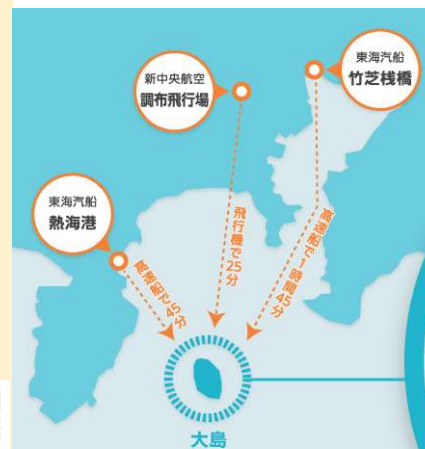 東海汽船
竹芝桟橋
新中央航空
調布飛行場
東海汽船
熱海港
高速船で1時間45分
飛行機で25分
高速船で45分
大島